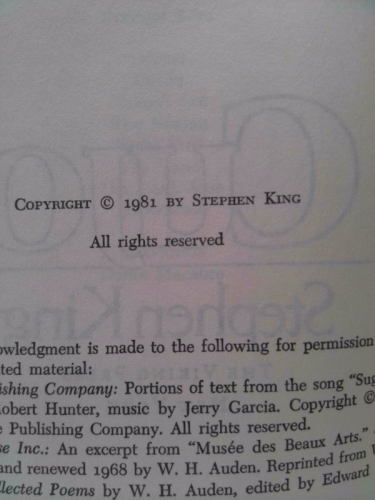 COPYRIGHT © 1981 BY STEPHEN KING
All rights reserved
owledgment is made to the following for permission
ted material:
ishing Company: Portions of text from the song "Sug
Robert Hunter, music by Jerry Garcia. Copyright ©
e Publishing Company. All rights reserved.
se Inc.: An excerpt from "Musée des Beaux Arts."
and renewed 1968 by W. H. Auden. Reprinted from
llected Poems by W. H. Auden, edited by Edward